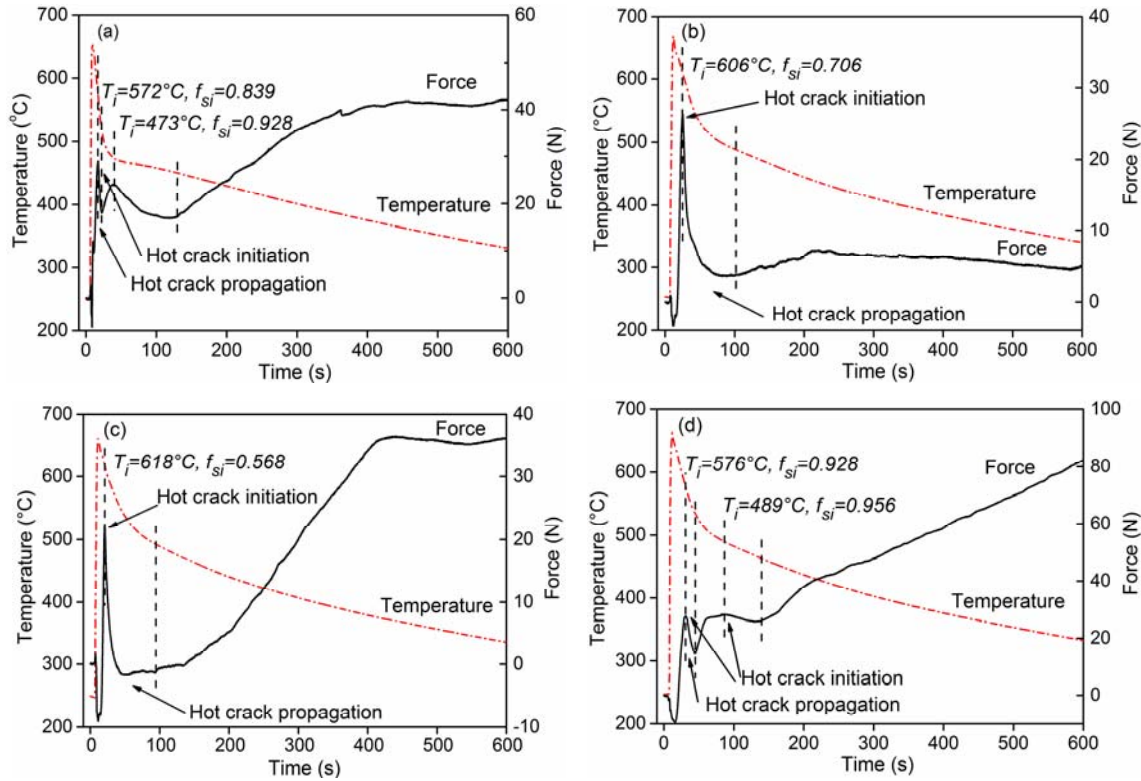 (a)
700
600
500
400
300
200
60
40
20
0
0 100 200 300 400 500 600
Temperature (°C)
Force (N)
Time (s)
T_i=572°C, f_si=0.839
T_i=473°C, f_si=0.928
Force
Temperature
Hot crack initiation
Hot crack propagation
(b)
700
600
500
400
300
200
40
30
20
10
0
0 100 200 300 400 500 600
Temperature (°C)
Force (N)
Time (s)
T_i=606°C, f_si=0.706
Hot crack initiation
Temperature
Force
Hot crack propagation
(c)
700
600
500
400
300
200
40
30
20
10
0
-10
0 100 200 300 400 500 600
Temperature (°C)
Force (N)
Time (s)
Force
T_i=618°C, f_si=0.568
Hot crack initiation
Temperature
Hot crack propagation
(d)
700
600
500
400
300
200
100
80
60
40
20
0
0 100 200 300 400 500 600
Temperature (°C)
Force (N)
Time (s)
T_i=576°C, f_si=0.928
Force
T_i=489°C, f_si=0.956
Temperature
Hot crack initiation
Hot crack propagation